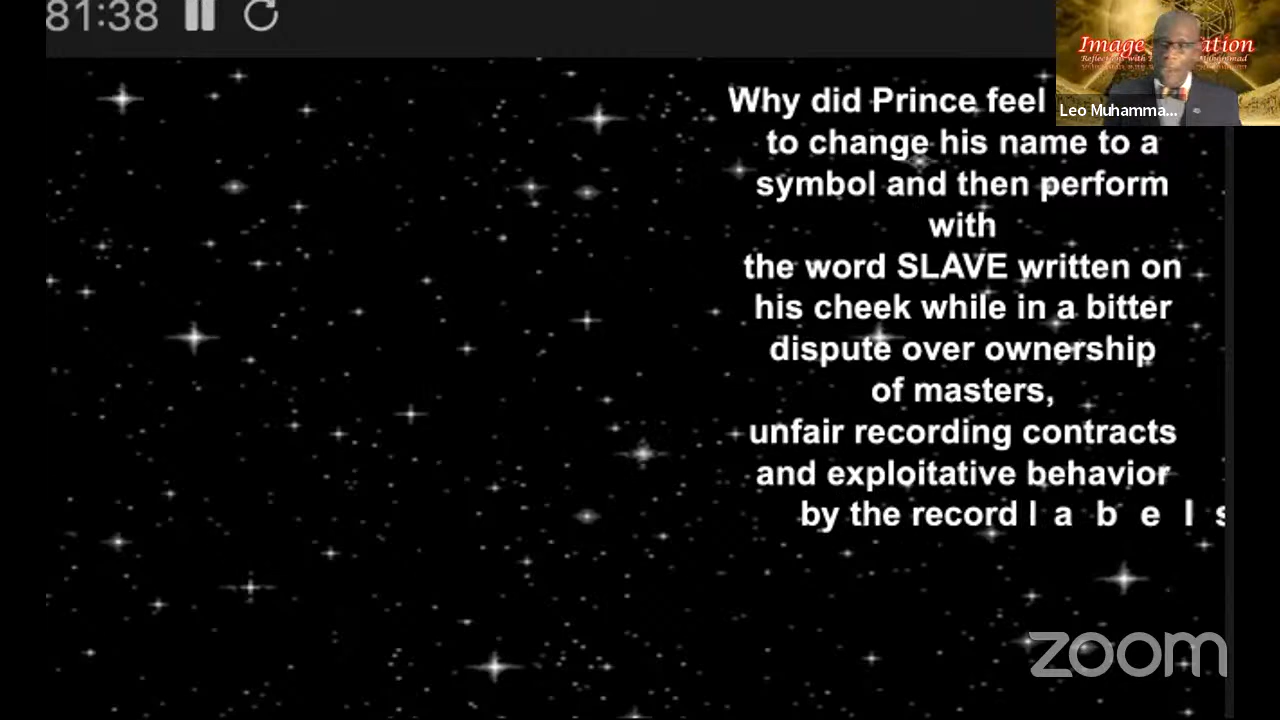 81:38
Why did Prince feel
to change his name to a
symbol and then perform
with
the word SLAVE written on
his cheek while in a bitter
dispute over ownership
of masters,
unfair recording contracts
and exploitative behavior
by the record l a b e l s
Image
Leo Muhamma...
zoom